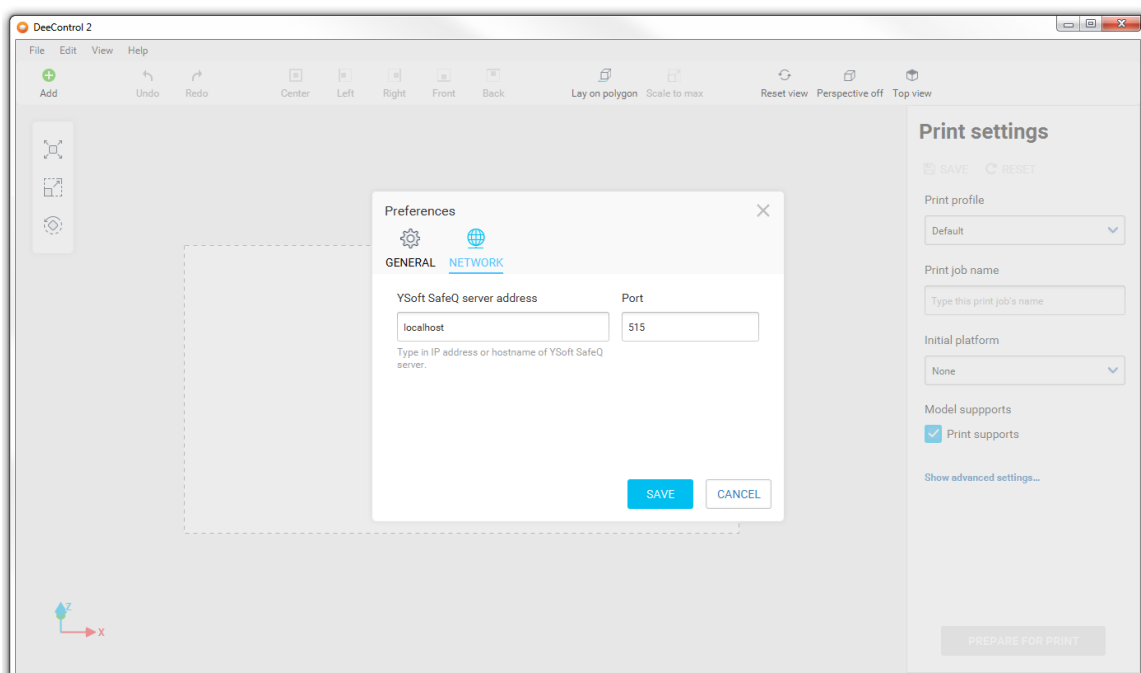 DeeControl 2
File Edit View Help
Add Undo Redo Center Left Right Front Back Lay on polygon Scale to max Reset view Perspective off Top view
Print settings
SAVE RESET
Print profile
Default
Print job name
Type this print job's name
Initial platform
None
Model suppports
Print supports
Show advanced settings...
PREPARE FOR PRINT
Preferences
GENERAL NETWORK
YSoft SafeQ server address Port
localhost 515
Type in IP address or hostname of YSoft SafeQ
server.
SAVE CANCEL
Z
X